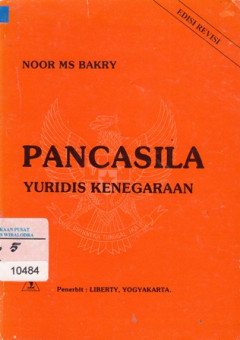 EDISI REVISI
NOOR MS BAKRY
PANCASILA
YURIDIS KENEGARAAN
5
10484
Penerbit : LIBERTY, YOGYAKARTA.